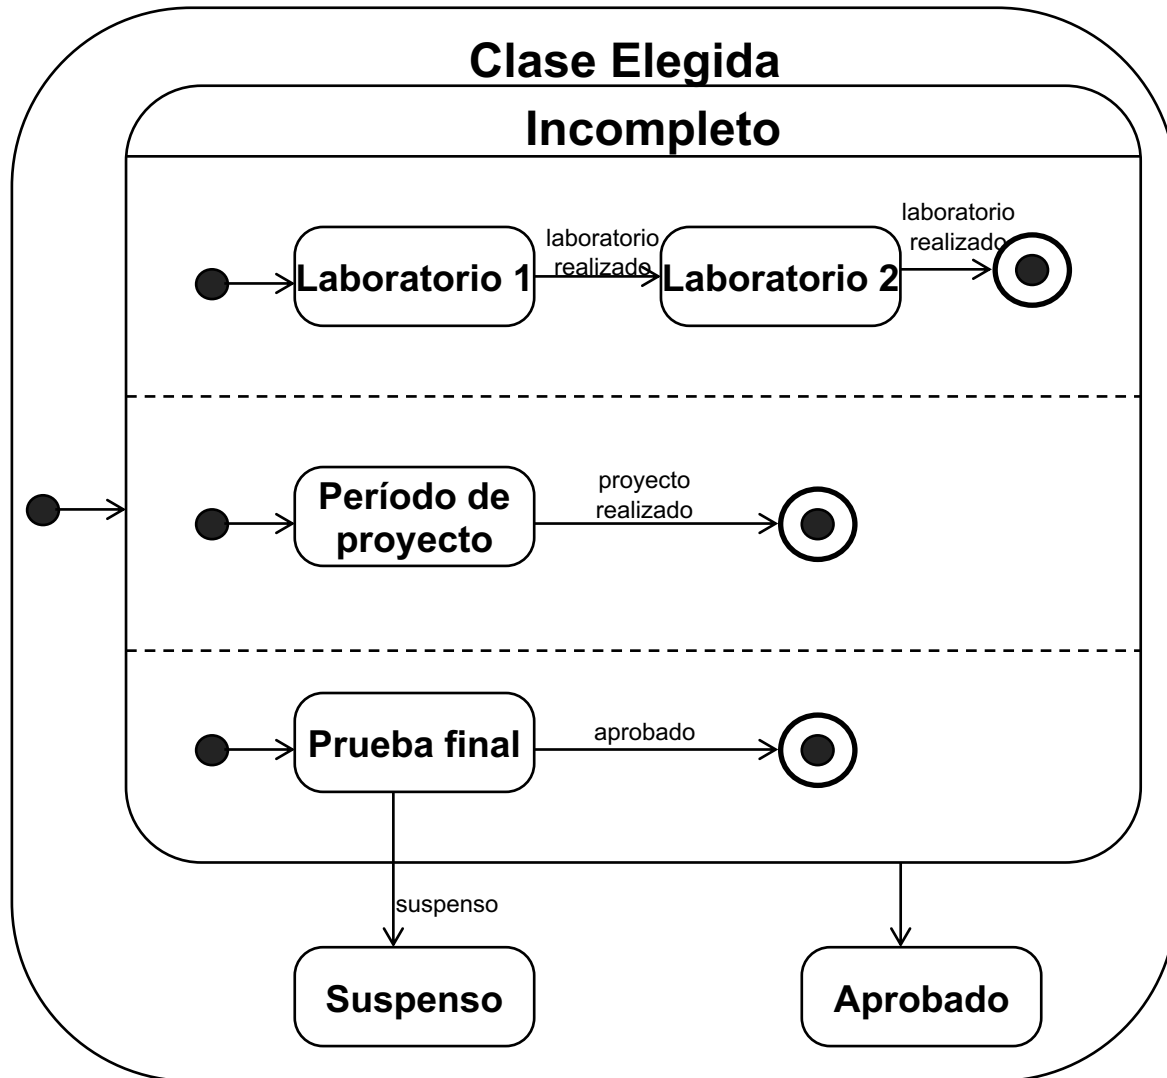 Clase Elegida
Incompleto
laboratorio
realizado
laboratorio
realizado
Laboratorio 1
Laboratorio 2
Período de
proyecto
proyecto
realizado
Prueba final
aprobado
suspenso
Suspenso
Aprobado